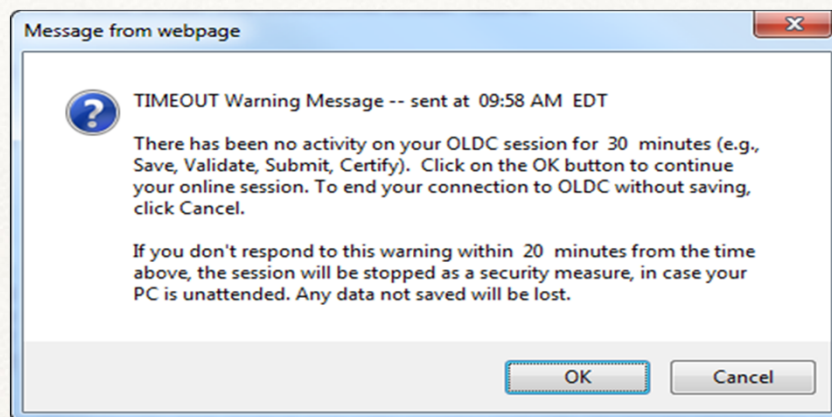 Message from webpage
TIMEOUT Warning Message -- sent at 09:58 AM EDT
There has been no activity on your OLDC session for 30 minutes (e.g.,
Save, Validate, Submit, Certify). Click on the OK button to continue
your online session. To end your connection to OLDC without saving,
click Cancel.
If you don't respond to this warning within 20 minutes from the time
above, the session will be stopped as a security measure, in case your
PC is unattended. Any data not saved will be lost.
OK
Cancel